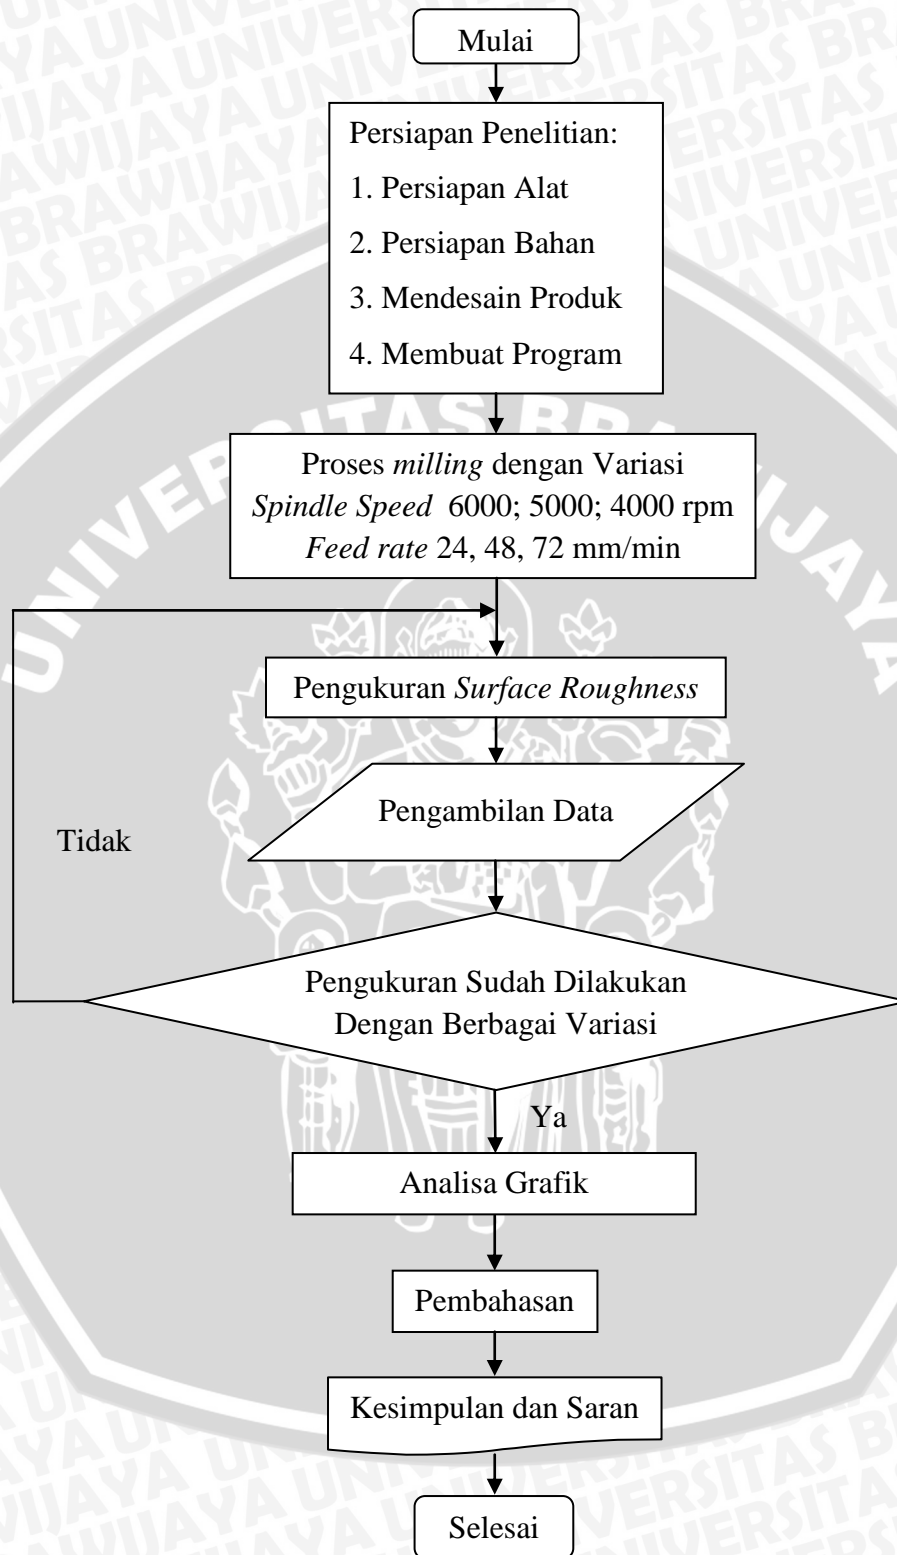 Mulai
Persiapan Penelitian:
1. Persiapan Alat
2. Persiapan Bahan
3. Mendesain Produk
4. Membuat Program
UNIVERSITAS BRAWIJAYA
Proses milling dengan Variasi
Spindle Speed 6000; 5000; 4000 rpm
Feed rate 24, 48, 72 mm/min
Pengukuran Surface Roughness
Pengambilan Data
Tidak
Pengukuran Sudah Dilakukan
Dengan Berbagai Variasi
Ya
Analisa Grafik
Pembahasan
Kesimpulan dan Saran
Selesai